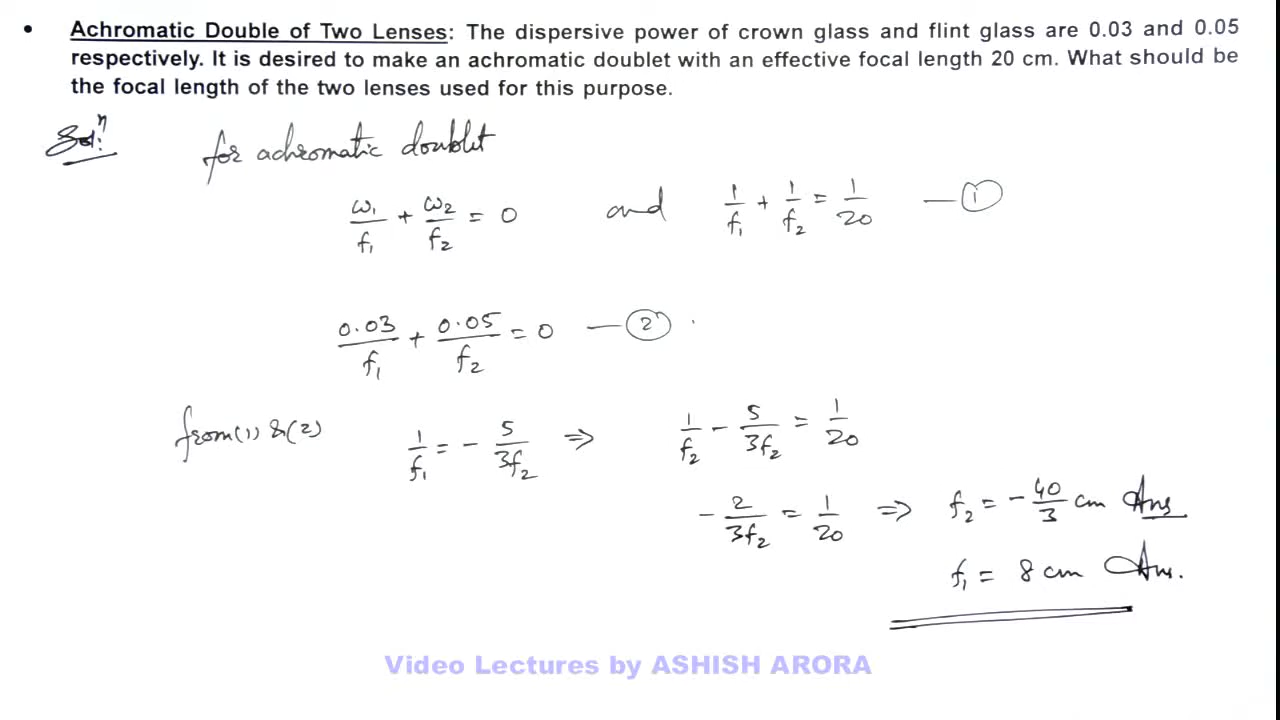 • Achromatic Double of Two Lenses: The dispersive power of crown glass and flint glass are 0.03 and 0.05
respectively. It is desired to make an achromatic doublet with an effective focal length 20 cm. What should be
the focal length of the two lenses used for this purpose.
Solⁿ: for achromatic doublet
ω₁/f₁ + ω₂/f₂ = 0 and 1/f₁ + 1/f₂ = 1/20 — ①
0.03/f₁ + 0.05/f₂ = 0 — ②
from (1) & (2) 1/f₁ = - 5/3f₂ ⇒ 1/f₂ - 5/3f₂ = 1/20
- 2/3f₂ = 1/20 ⇒ f₂ = - 40/3 cm Ans
f₁ = 8 cm Ans.
Video Lectures by ASHISH ARORA